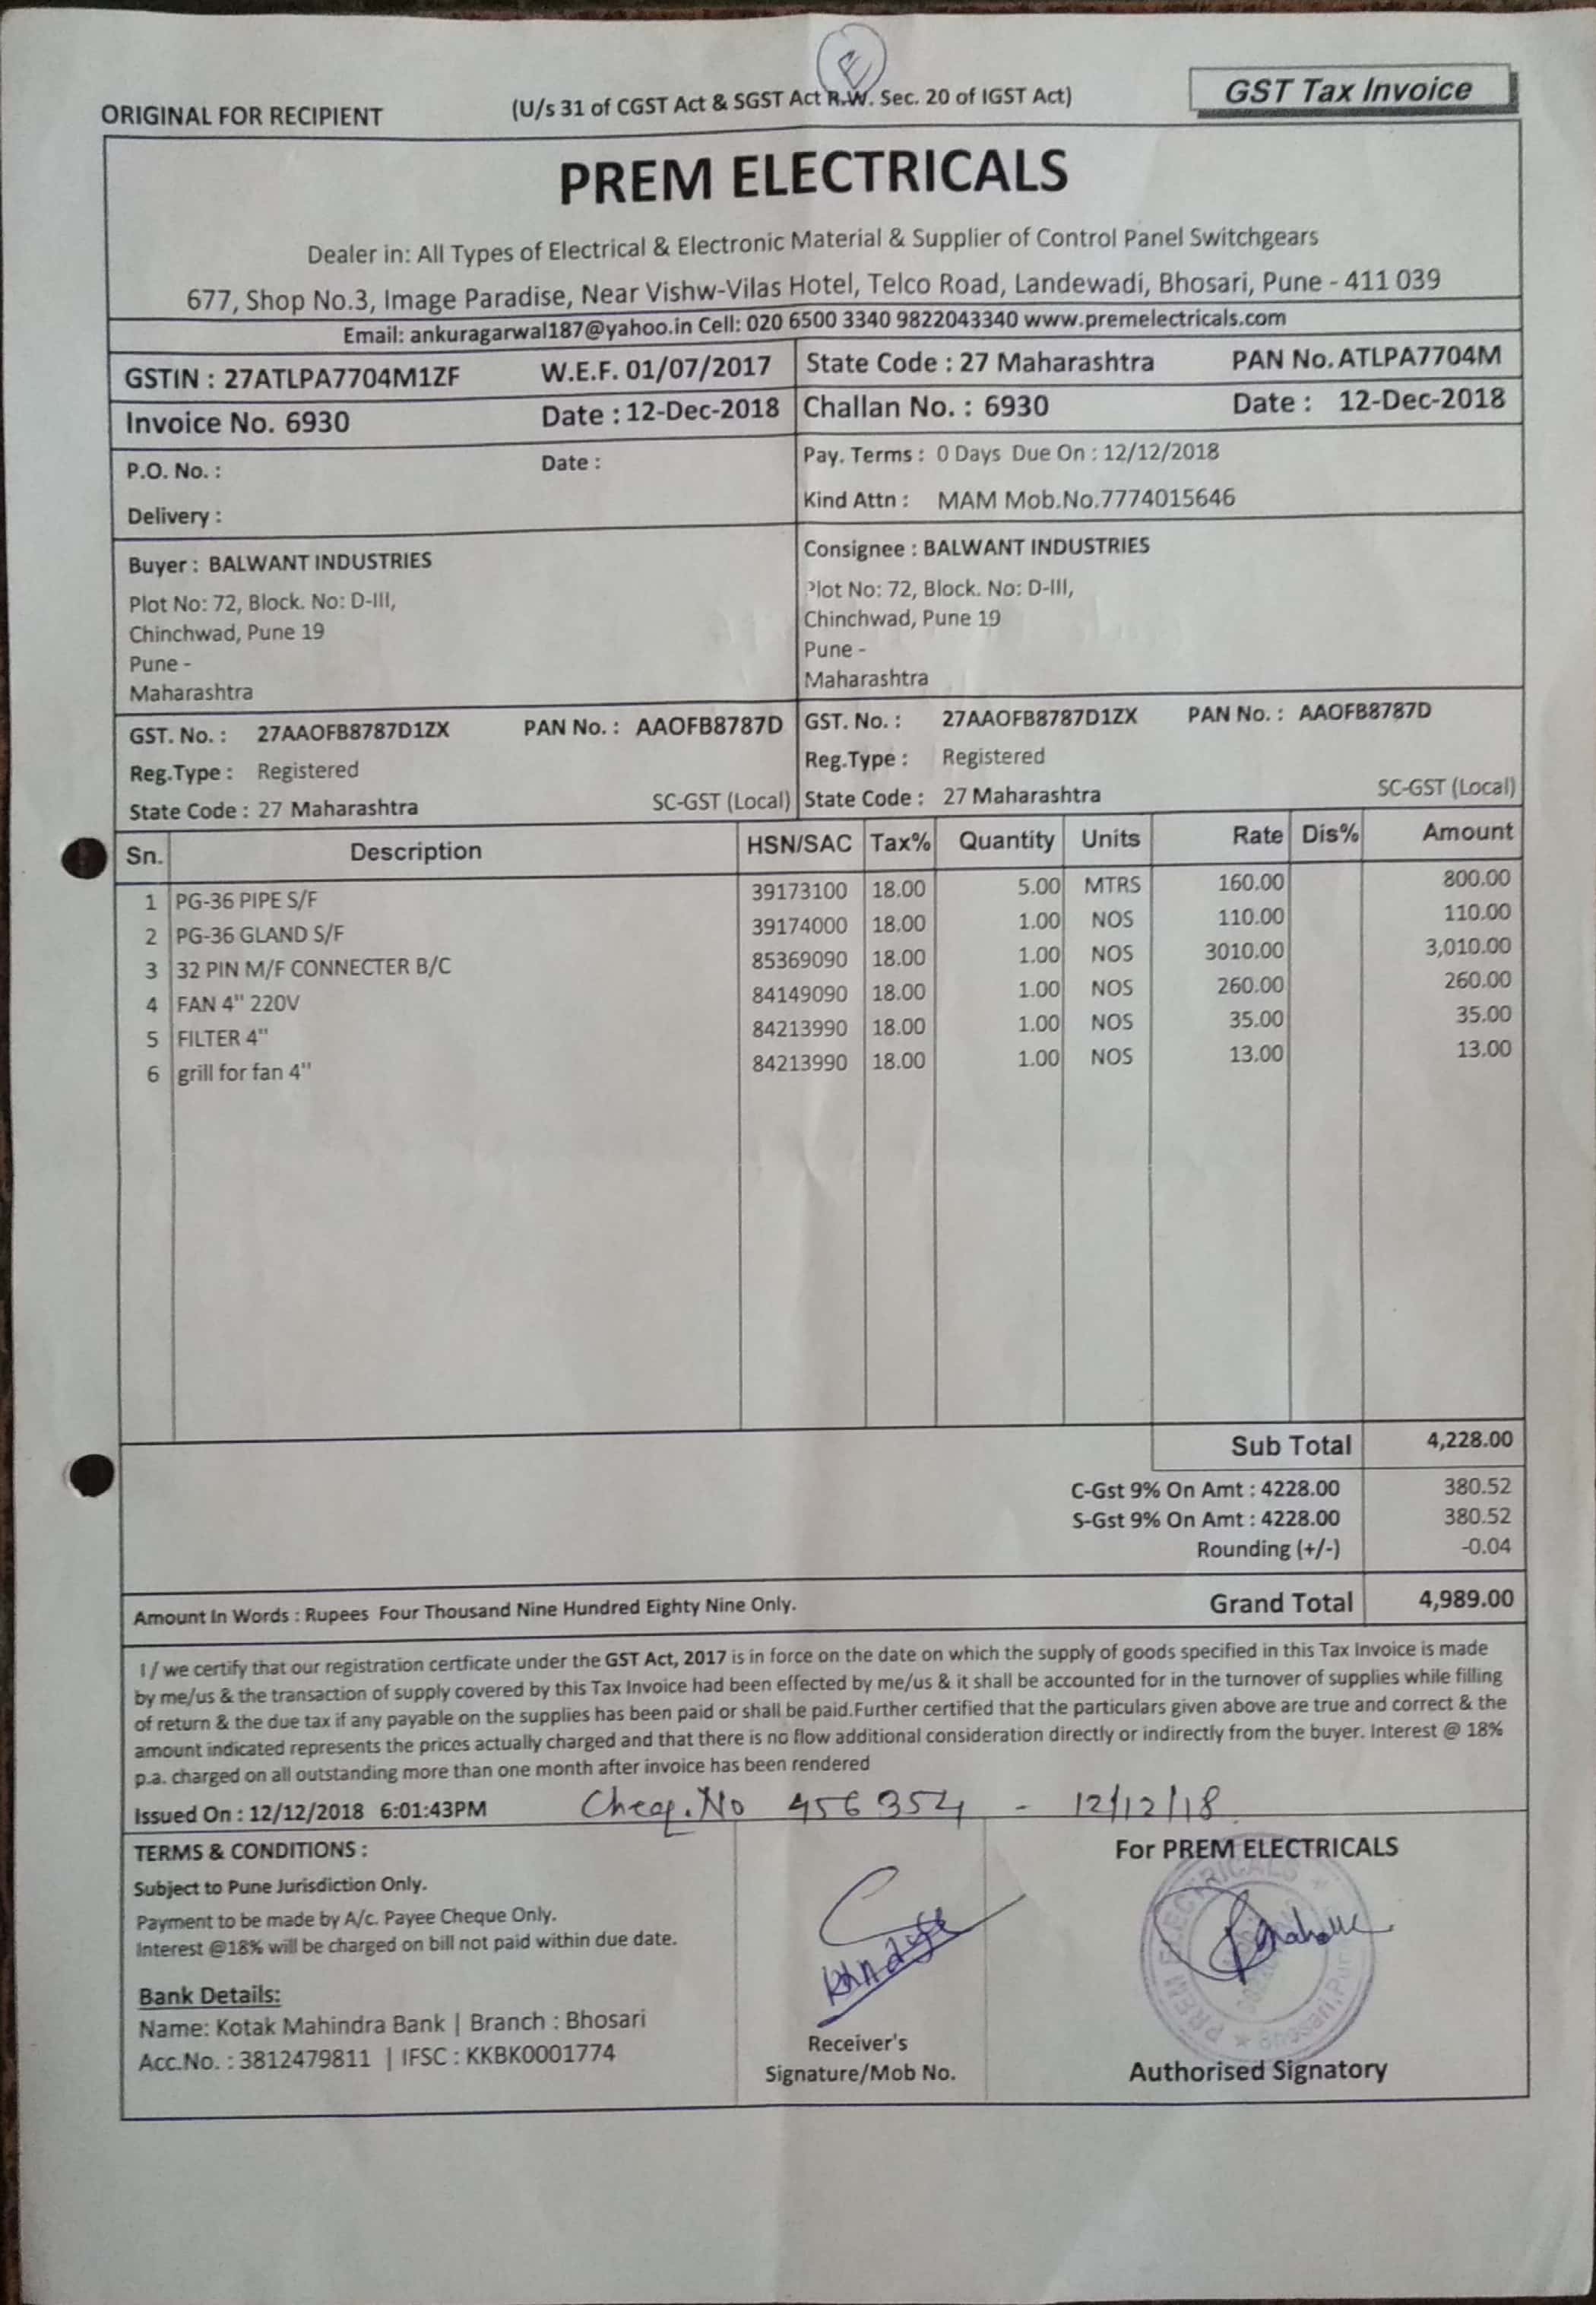 E
ORIGINAL FOR RECIPIENT (U/s 31 of CGST Act & SGST Act R.W. Sec. 20 of IGST Act) GST Tax Invoice
PREM ELECTRICALS
Dealer in: All Types of Electrical & Electronic Material & Supplier of Control Panel Switchgears
677, Shop No.3, Image Paradise, Near Vishw-Vilas Hotel, Telco Road, Landewadi, Bhosari, Pune - 411 039
Email: ankuragarwal187@yahoo.in Cell: 020 6500 3340 9822043340 www.premelectricals.com
GSTIN : 27ATLPA7704M1ZF W.E.F. 01/07/2017 State Code : 27 Maharashtra PAN No. ATLPA7704M
Invoice No. 6930 Date : 12-Dec-2018 Challan No. : 6930 Date : 12-Dec-2018
P.O. No. : Date :
Delivery :
Pay. Terms : 0 Days Due On : 12/12/2018
Kind Attn : MAM Mob.No.7774015646
Buyer : BALWANT INDUSTRIES
Plot No: 72, Block. No: D-III,
Chinchwad, Pune 19
Pune -
Maharashtra
Consignee : BALWANT INDUSTRIES
Plot No: 72, Block. No: D-III,
Chinchwad, Pune 19
Pune -
Maharashtra
GST. No. : 27AAOFB8787D1ZX PAN No. : AAOFB8787D
Reg.Type : Registered
State Code : 27 Maharashtra SC-GST (Local)
GST. No. : 27AAOFB8787D1ZX PAN No. : AAOFB8787D
Reg.Type : Registered
State Code : 27 Maharashtra SC-GST (Local)
Sn. Description HSN/SAC Tax% Quantity Units Rate Dis% Amount
1 PG-36 PIPE S/F 39173100 18.00 5.00 MTRS 160.00 800.00
2 PG-36 GLAND S/F 39174000 18.00 1.00 NOS 110.00 110.00
3 32 PIN M/F CONNECTER B/C 85369090 18.00 1.00 NOS 3010.00 3,010.00
4 FAN 4" 220V 84149090 18.00 1.00 NOS 260.00 260.00
5 FILTER 4" 84213990 18.00 1.00 NOS 35.00 35.00
6 grill for fan 4" 84213990 18.00 1.00 NOS 13.00 13.00
Sub Total 4,228.00
C-Gst 9% On Amt : 4228.00 380.52
S-Gst 9% On Amt : 4228.00 380.52
Rounding (+/-) -0.04
Amount In Words : Rupees Four Thousand Nine Hundred Eighty Nine Only. Grand Total 4,989.00
I / we certify that our registration certficate under the GST Act, 2017 is in force on the date on which the supply of goods specified in this Tax Invoice is made
by me/us & the transaction of supply covered by this Tax Invoice had been effected by me/us & it shall be accounted for in the turnover of supplies while filling
of return & the due tax if any payable on the supplies has been paid or shall be paid.Further certified that the particulars given above are true and correct & the
amount indicated represents the prices actually charged and that there is no flow additional consideration directly or indirectly from the buyer. Interest @ 18%
p.a. charged on all outstanding more than one month after invoice has been rendered
Issued On : 12/12/2018 6:01:43PM Cheq.No 456354 - 12/12/18
TERMS & CONDITIONS :
Subject to Pune Jurisdiction Only.
Payment to be made by A/c. Payee Cheque Only.
Interest @18% will be charged on bill not paid within due date.
Bank Details:
Name: Kotak Mahindra Bank | Branch : Bhosari
Acc.No. : 3812479811 | IFSC : KKBK0001774
Receiver's
Signature/Mob No.
For PREM ELECTRICALS
PREM ELECTRICALS
Bhosari, Pune
Authorised Signatory